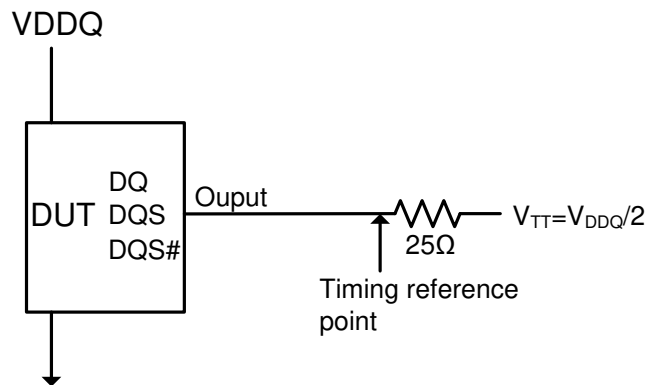 VDDQ
DUT
DQ
DQS
DQS#
Ouput
25Ω
VTT=VDDQ/2
Timing reference
point